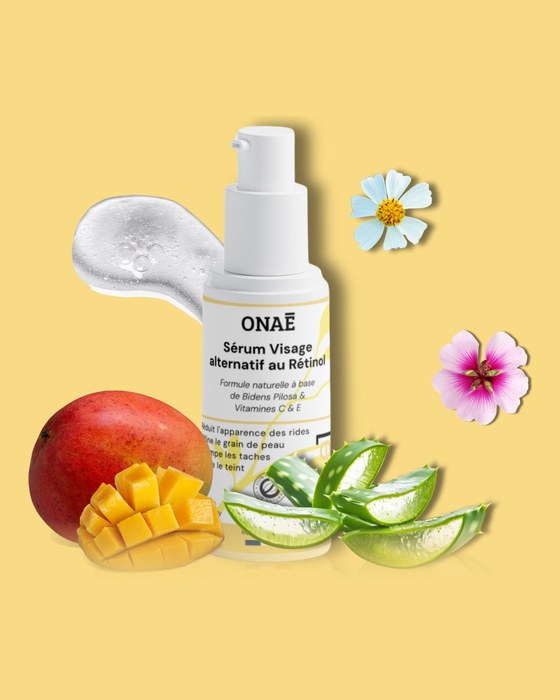 ONAĒ
Sérum Visage
alternatif au Rétinol
Formule naturelle à base
de Bidens Pilosa &
Vitamines C & E
l'apparence des rides
le grain de peau
les taches
le teint